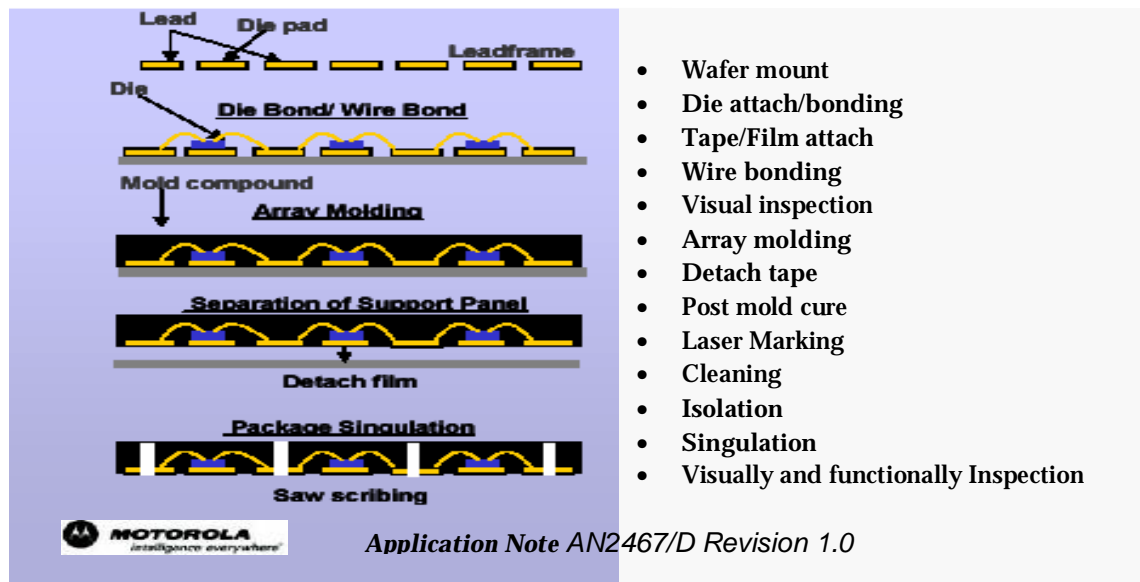 Lead
Die pad
Leadframe
Die
Die Bond/ Wire Bond
Mold compound
Array Molding
Separation of Support Panel
Detach film
Package Singulation
Saw scribing
• Wafer mount
• Die attach/bonding
• Tape/Film attach
• Wire bonding
• Visual inspection
• Array molding
• Detach tape
• Post mold cure
• Laser Marking
• Cleaning
• Isolation
• Singulation
• Visually and functionally Inspection
MOTOROLA
intelligence everywhere
Application Note AN2467/D Revision 1.0